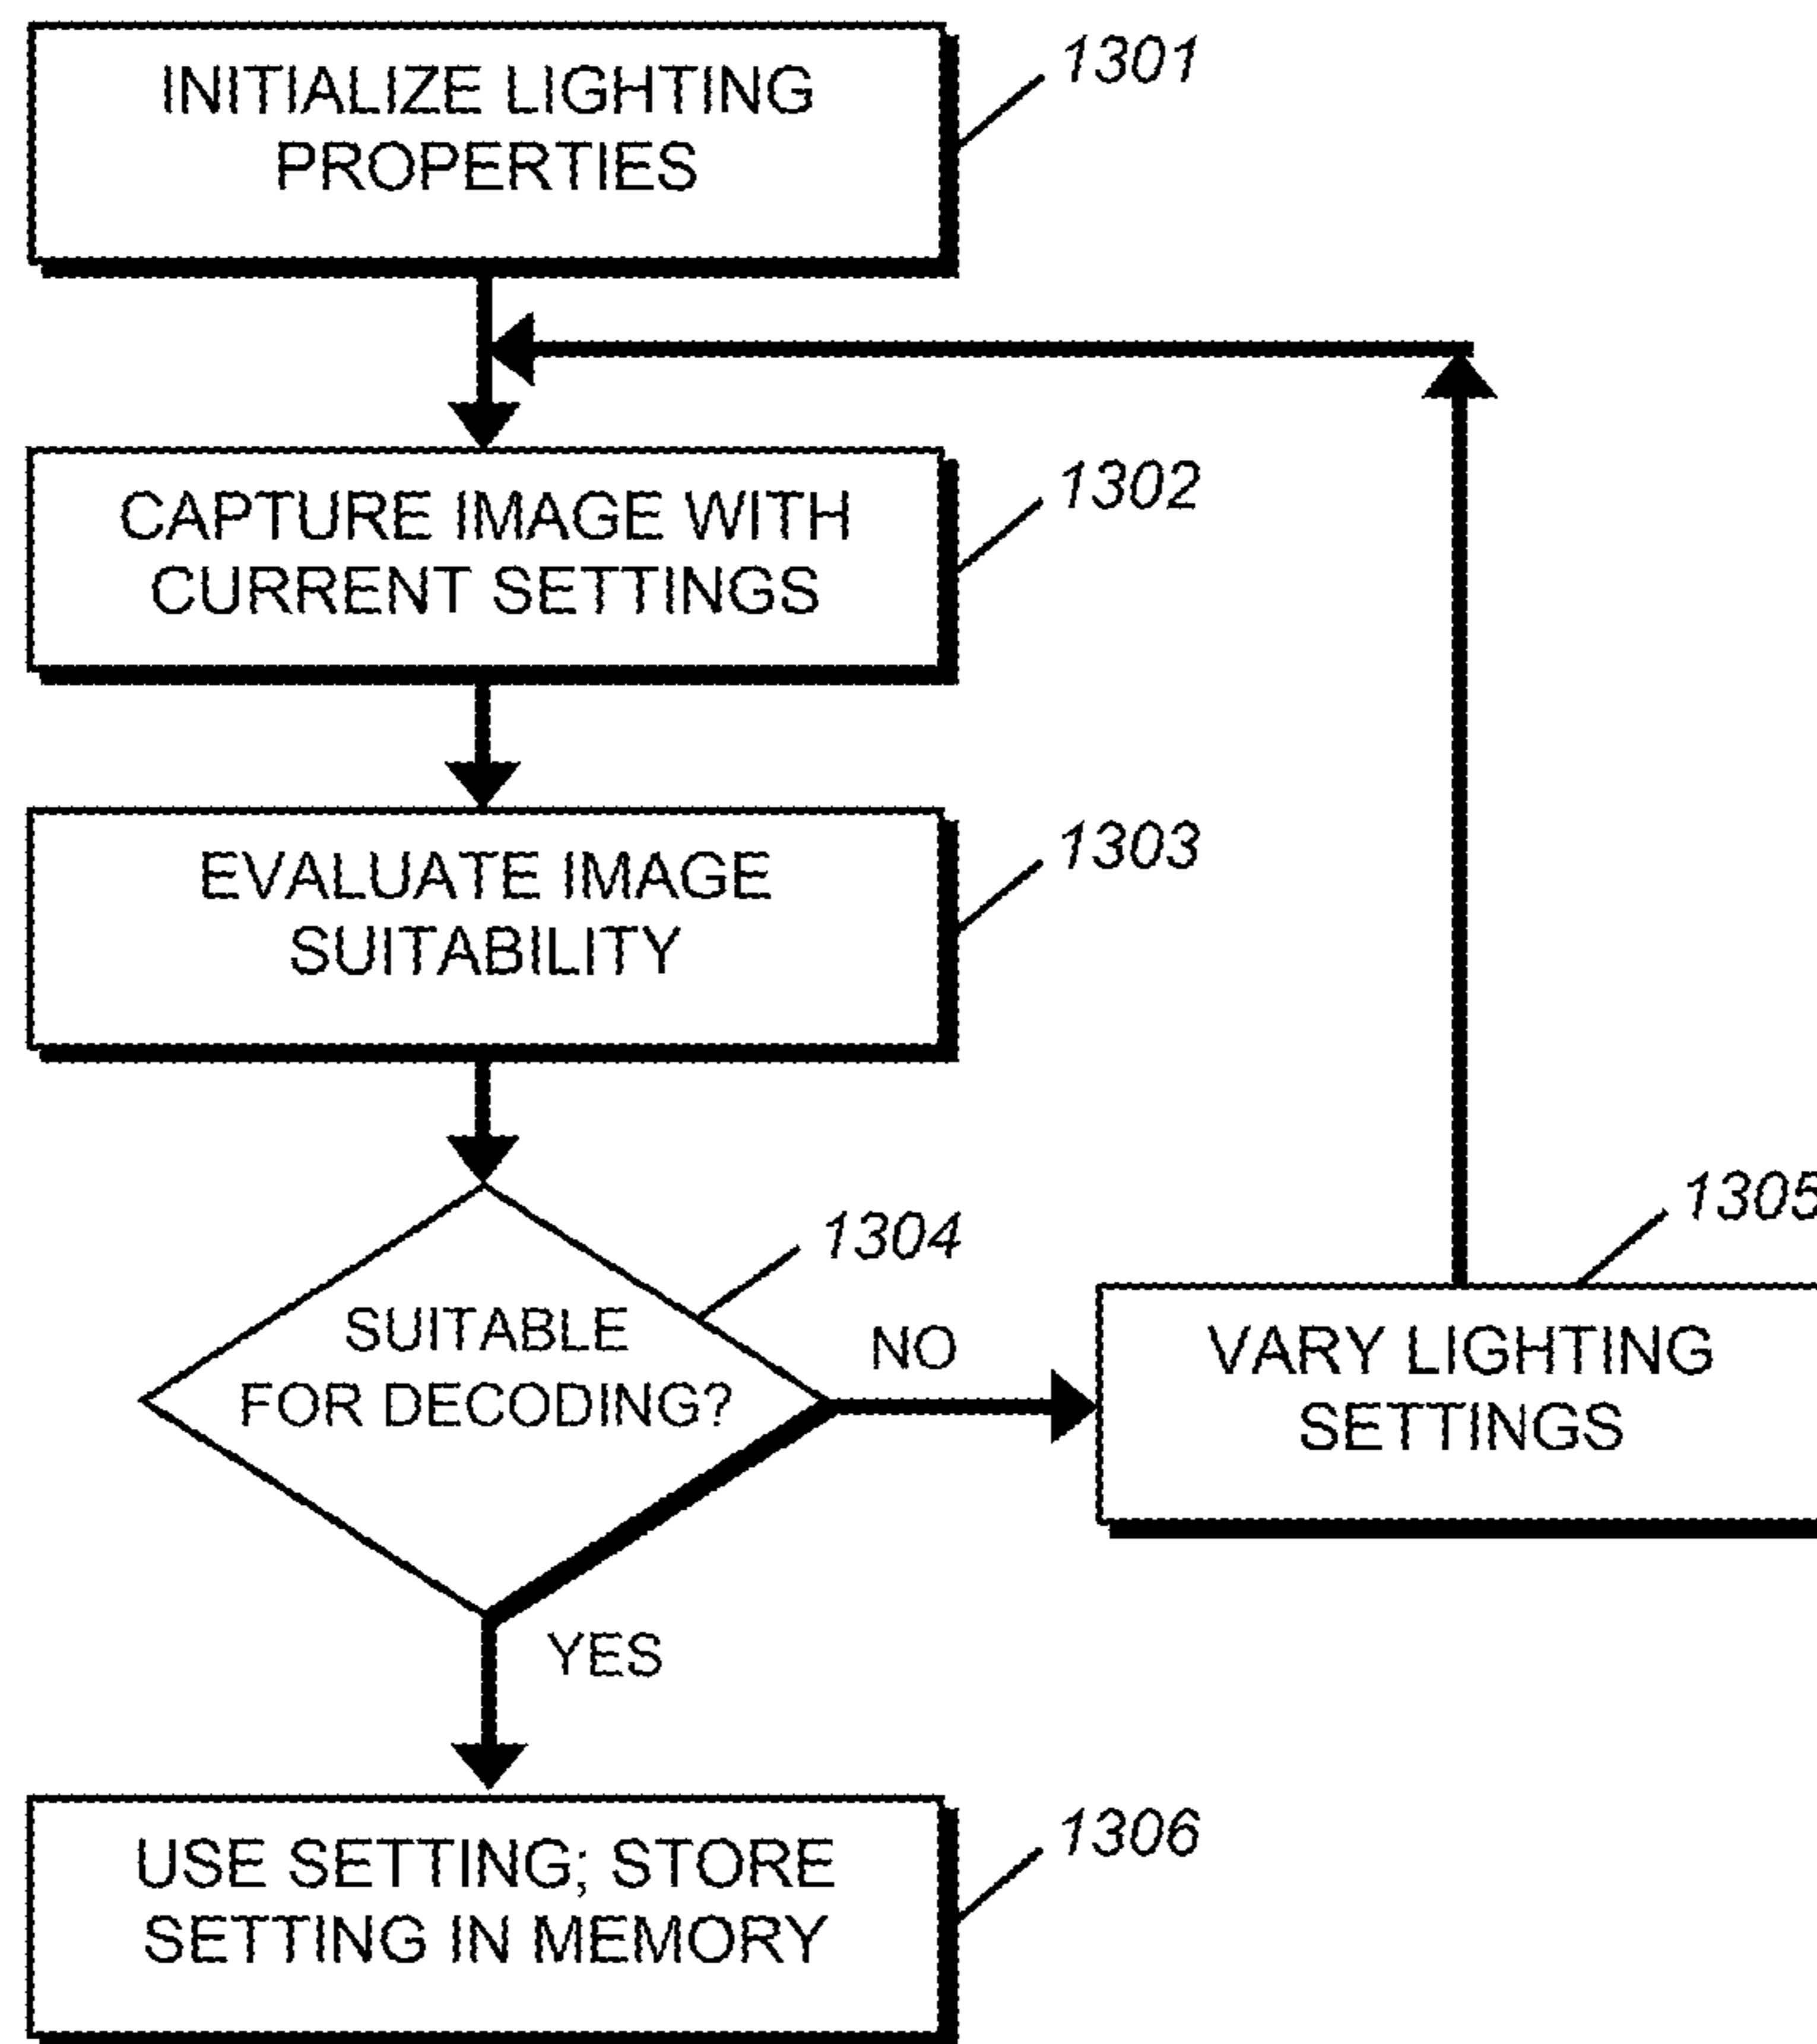 INITIALIZE LIGHTING
PROPERTIES
1301
CAPTURE IMAGE WITH
CURRENT SETTINGS
1302
EVALUATE IMAGE
SUITABILITY
1303
SUITABLE
FOR DECODING?
1304
NO
VARY LIGHTING
SETTINGS
1305
YES
USE SETTING; STORE
SETTING IN MEMORY
1306